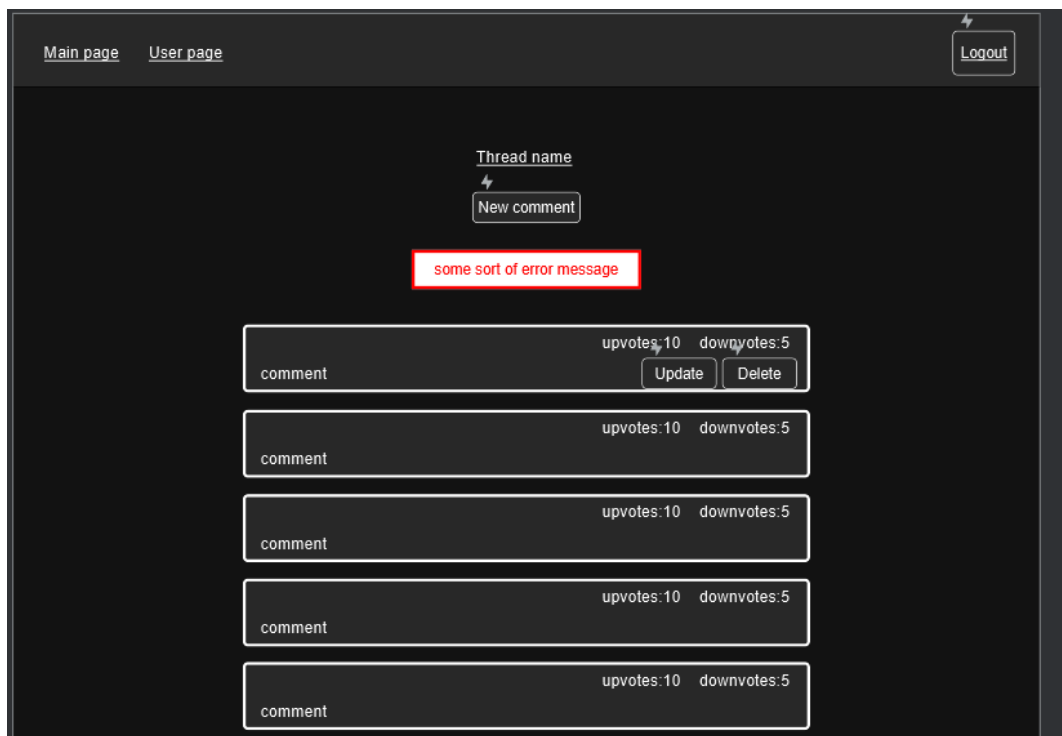 Main page User page Logout
Thread name
New comment
some sort of error message
upvotes:10 downvotes:5
comment Update Delete
upvotes:10 downvotes:5
comment
upvotes:10 downvotes:5
comment
upvotes:10 downvotes:5
comment
upvotes:10 downvotes:5
comment